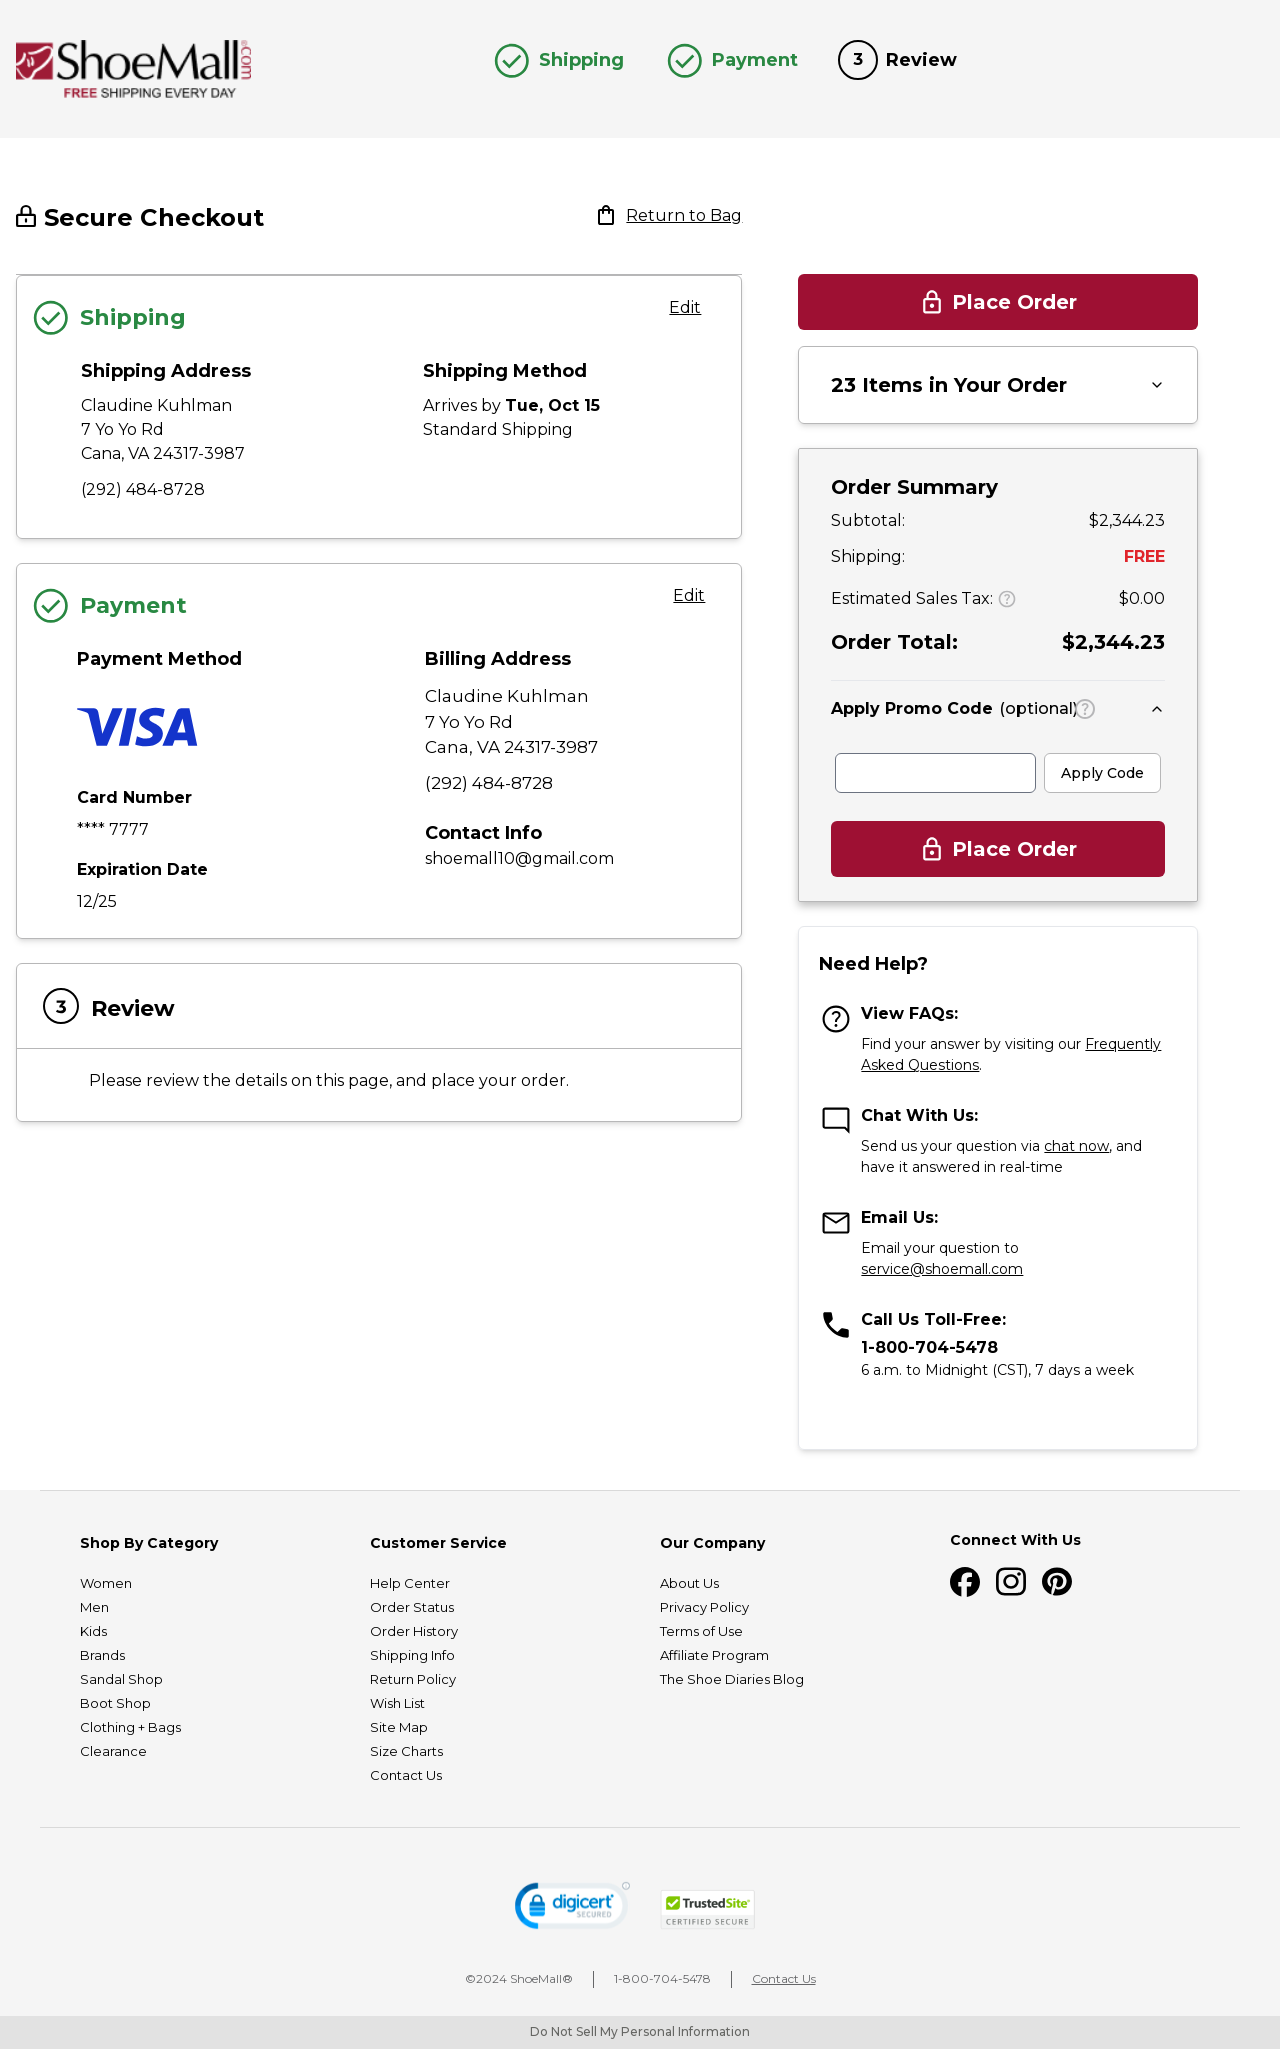 ShoeMall®.com
FREE SHIPPING EVERY DAY
Shipping
Payment
3 Review
Secure Checkout
Return to Bag
Shipping
Edit
Shipping Address
Claudine Kuhlman
7 Yo Yo Rd
Cana, VA 24317-3987
(292) 484-8728
Shipping Method
Arrives by Tue, Oct 15
Standard Shipping
Payment
Edit
Payment Method
VISA
Card Number
**** 7777
Expiration Date
12/25
Billing Address
Claudine Kuhlman
7 Yo Yo Rd
Cana, VA 24317-3987
(292) 484-8728
Contact Info
shoemall10@gmail.com
3 Review
Please review the details on this page, and place your order.
Place Order
23 Items in Your Order
Order Summary
Subtotal: $2,344.23
Shipping: FREE
Estimated Sales Tax: ? $0.00
Order Total: $2,344.23
Apply Promo Code (optional) ?
Apply Code
Place Order
Need Help?
View FAQs:
Find your answer by visiting our Frequently
Asked Questions.
Chat With Us:
Send us your question via chat now, and
have it answered in real-time
Email Us:
Email your question to
service@shoemall.com
Call Us Toll-Free:
1-800-704-5478
6 a.m. to Midnight (CST), 7 days a week
Shop By Category
Women
Men
Kids
Brands
Sandal Shop
Boot Shop
Clothing + Bags
Clearance
Customer Service
Help Center
Order Status
Order History
Shipping Info
Return Policy
Wish List
Site Map
Size Charts
Contact Us
Our Company
About Us
Privacy Policy
Terms of Use
Affiliate Program
The Shoe Diaries Blog
Connect With Us
digicert
SECURED
TrustedSite
CERTIFIED SECURE
©2024 ShoeMall®
1-800-704-5478
Contact Us
Do Not Sell My Personal Information